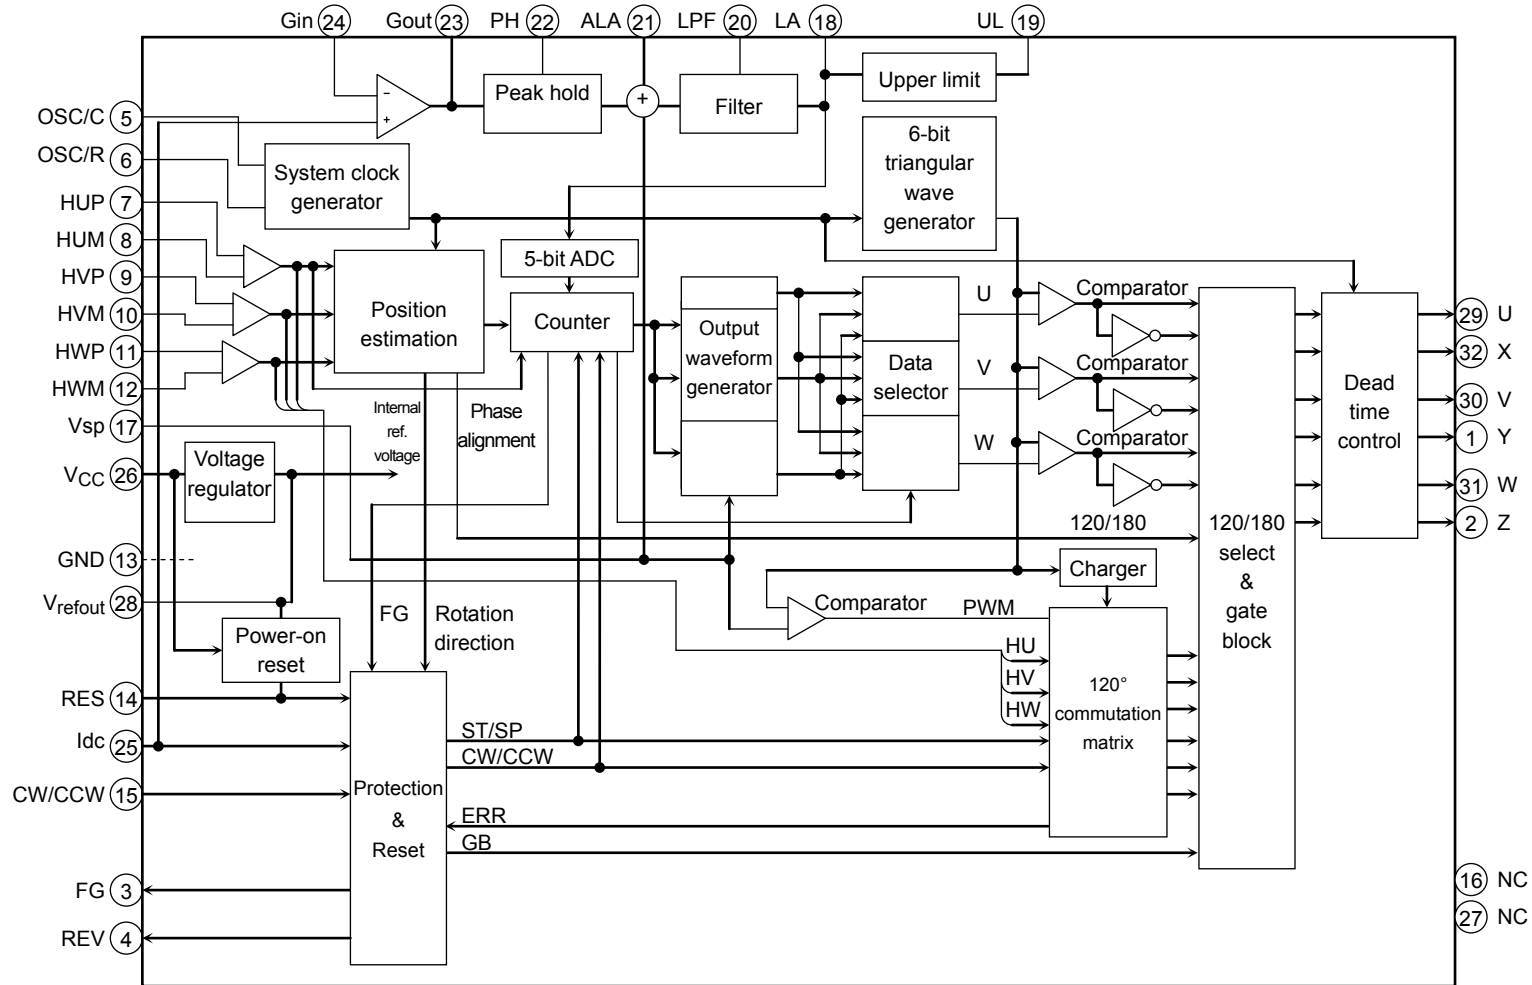 Gin 24
Gout 23
PH 22
ALA 21
LPF 20
LA 18
UL 19
OSC/C 5
OSC/R 6
HUP 7
HUM 8
HVP 9
HVM 10
HWP 11
HWM 12
Vsp 17
VCC 26
GND 13
Vrefout 28
RES 14
Idc 25
CW/CCW 15
FG 3
REV 4
−
+
Peak hold
+
Filter
Upper limit
System clock
generator
6-bit
triangular
wave
generator
5-bit ADC
Position
estimation
Counter
Output
waveform
generator
Data
selector
U
V
W
Comparator
Comparator
Comparator
Internal
ref.
voltage
Phase
alignment
Voltage
regulator
Power-on
reset
FG
Rotation
direction
120/180
120/180
select
&
gate
block
Dead
time
control
Charger
Comparator
PWM
HU
HV
HW
120°
commutation
matrix
Protection
&
Reset
ST/SP
CW/CCW
ERR
GB
29 U
32 X
30 V
1 Y
31 W
2 Z
16 NC
27 NC